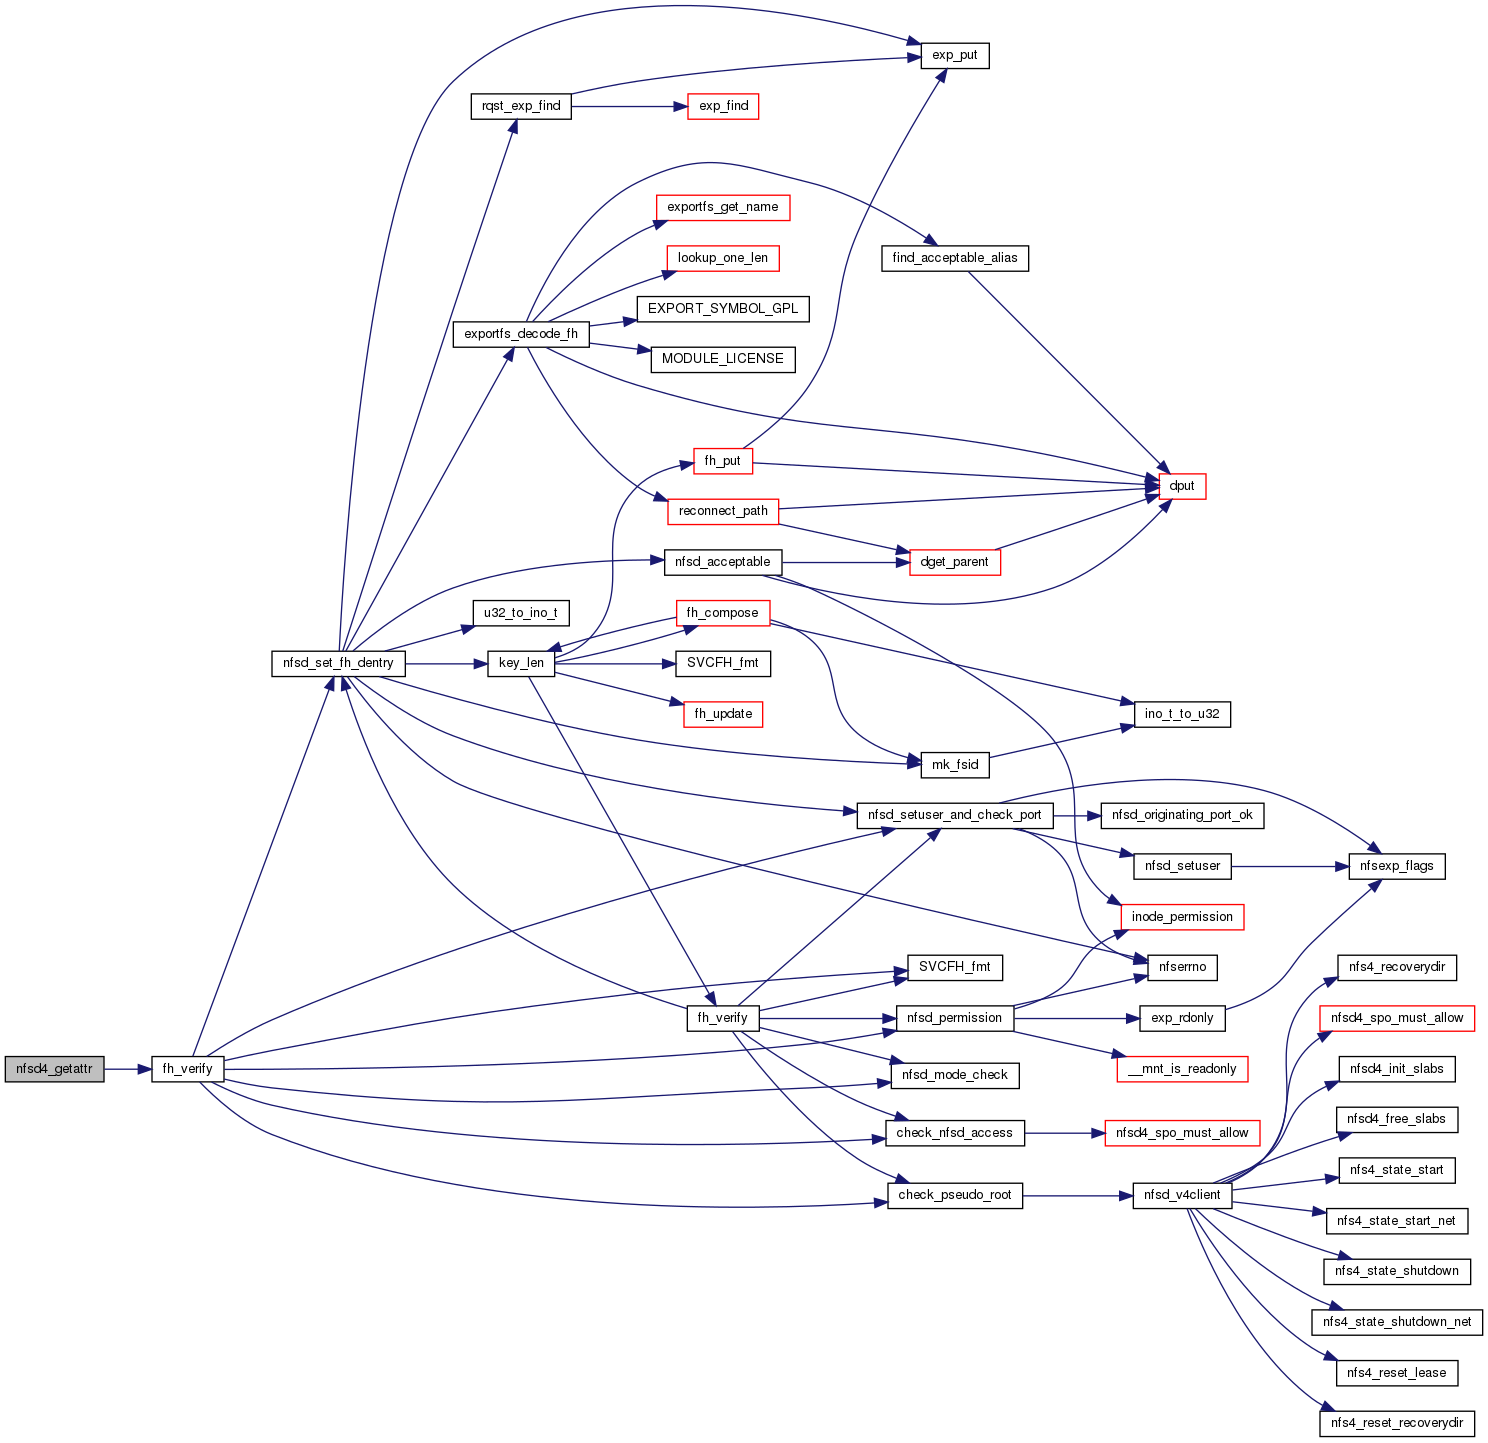 exp_put
rqst_exp_find
exp_find
exportfs_get_name
lookup_one_len
find_acceptable_alias
EXPORT_SYMBOL_GPL
exportfs_decode_fh
MODULE_LICENSE
fh_put
dput
reconnect_path
nfsd_acceptable
dget_parent
u32_to_ino_t
fh_compose
nfsd_set_fh_dentry
key_len
SVCFH_fmt
fh_update
ino_t_to_u32
mk_fsid
nfsd_setuser_and_check_port
nfsd_originating_port_ok
nfsd_setuser
nfsexp_flags
inode_permission
SVCFH_fmt
nfserrno
nfs4_recoverydir
fh_verify
nfsd_permission
exp_rdonly
nfsd4_spo_must_allow
nfsd4_getattr
fh_verify
nfsd_mode_check
__mnt_is_readonly
nfsd4_init_slabs
nfsd4_free_slabs
check_nfsd_access
nfsd4_spo_must_allow
nfs4_state_start
check_pseudo_root
nfsd_v4client
nfs4_state_start_net
nfs4_state_shutdown
nfs4_state_shutdown_net
nfs4_reset_lease
nfs4_reset_recoverydir